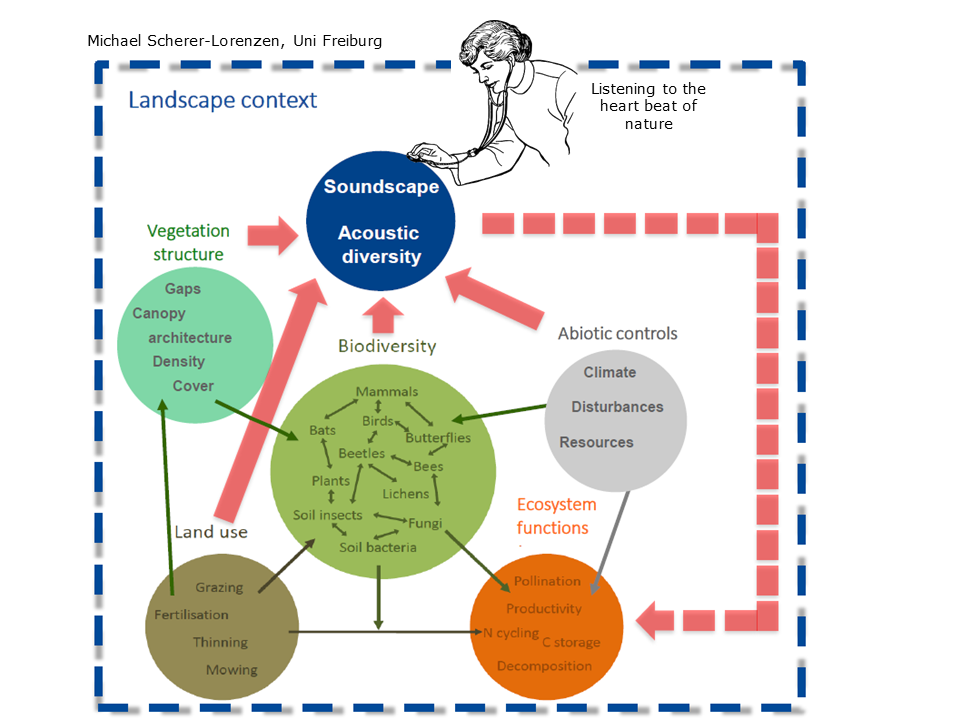 Michael Scherer-Lorenzen, Uni Freiburg
Listening to the
heart beat of
nature
Landscape context
Soundscape
Acoustic
diversity
Vegetation
structure
Gaps
Canopy
architecture
Density
Cover
Biodiversity
Mammals
Birds
Bats
Butterflies
Beetles
Bees
Plants
Lichens
Soil insects
Fungi
Soil bacteria
Abiotic controls
Climate
Disturbances
Resources
Land use
Grazing
Fertilisation
Thinning
Mowing
Ecosystem
functions
Pollination
Productivity
N cycling
C storage
Decomposition